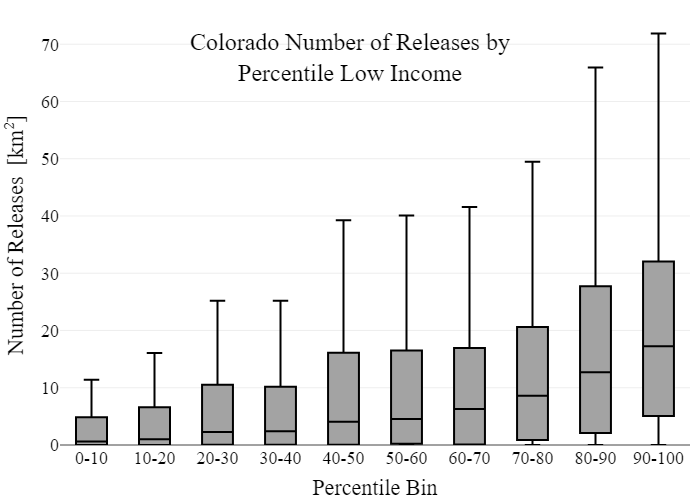 Colorado Number of Releases by
Percentile Low Income
Number of Releases [km²]
70
60
50
40
30
20
10
0
0-10 10-20 20-30 30-40 40-50 50-60 60-70 70-80 80-90 90-100
Percentile Bin